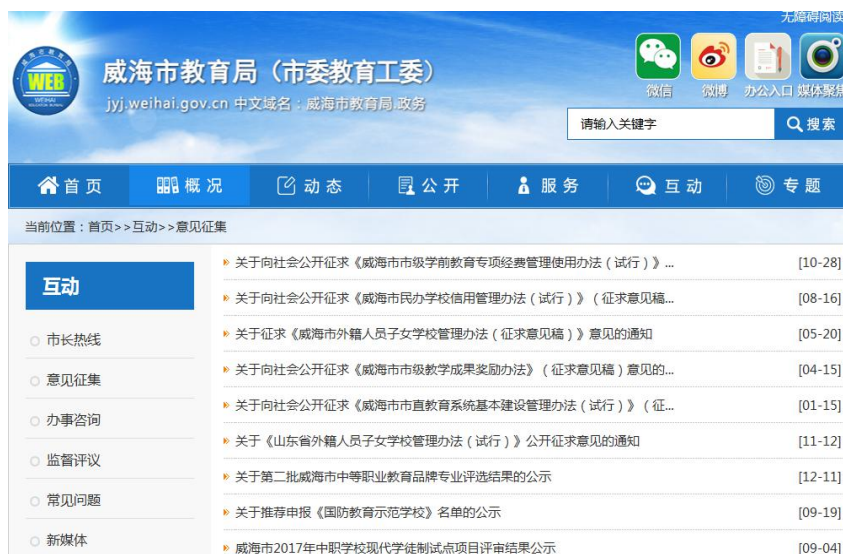 无障碍阅读
威海市教育局（市委教育工委）
jyj.weihai.gov.cn 中文域名：威海市教育局.政务
WEB
WEIHAI
微信 微博 办公入口 媒体聚焦
请输入关键字 搜索
首页 概况 动态 公开 服务 互动 专题
当前位置：首页>>互动>>意见征集
互动
市长热线
意见征集
办事咨询
监督评议
常见问题
新媒体
关于向社会公开征求《威海市市级学前教育专项经费管理使用办法（试行）》... [10-28]
关于向社会公开征求《威海市民办学校信用管理办法（试行）》（征求意见稿... [08-16]
关于征求《威海市外籍人员子女学校管理办法（征求意见稿）》意见的通知 [05-20]
关于向社会公开征求《威海市市级教学成果奖励办法》（征求意见稿）意见的... [04-15]
关于向社会公开征求《威海市市直教育系统基本建设管理办法（试行）》（征... [01-15]
关于《山东省外籍人员子女学校管理办法（试行）》公开征求意见的通知 [11-12]
关于第二批威海市中等职业教育品牌专业评选结果的公示 [12-11]
关于推荐申报《国防教育示范学校》名单的公示 [09-19]
威海市2017年中职学校现代学徒制试点项目评审结果公示 [09-04]